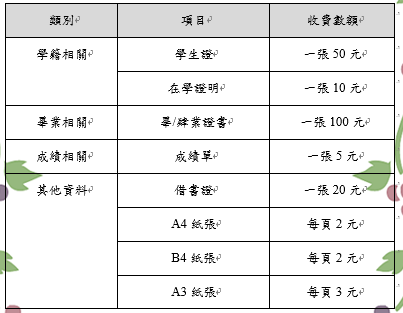 類別 項目 收費數額
學籍相關 學生證 一張 50 元
在學證明 一張 10 元
畢業相關 畢/肄業證書 一張 100 元
成績相關 成績單 一張 5 元
其他資料 借書證 一張 20 元
A4 紙張 每頁 2 元
B4 紙張 每頁 2 元
A3 紙張 每頁 3 元